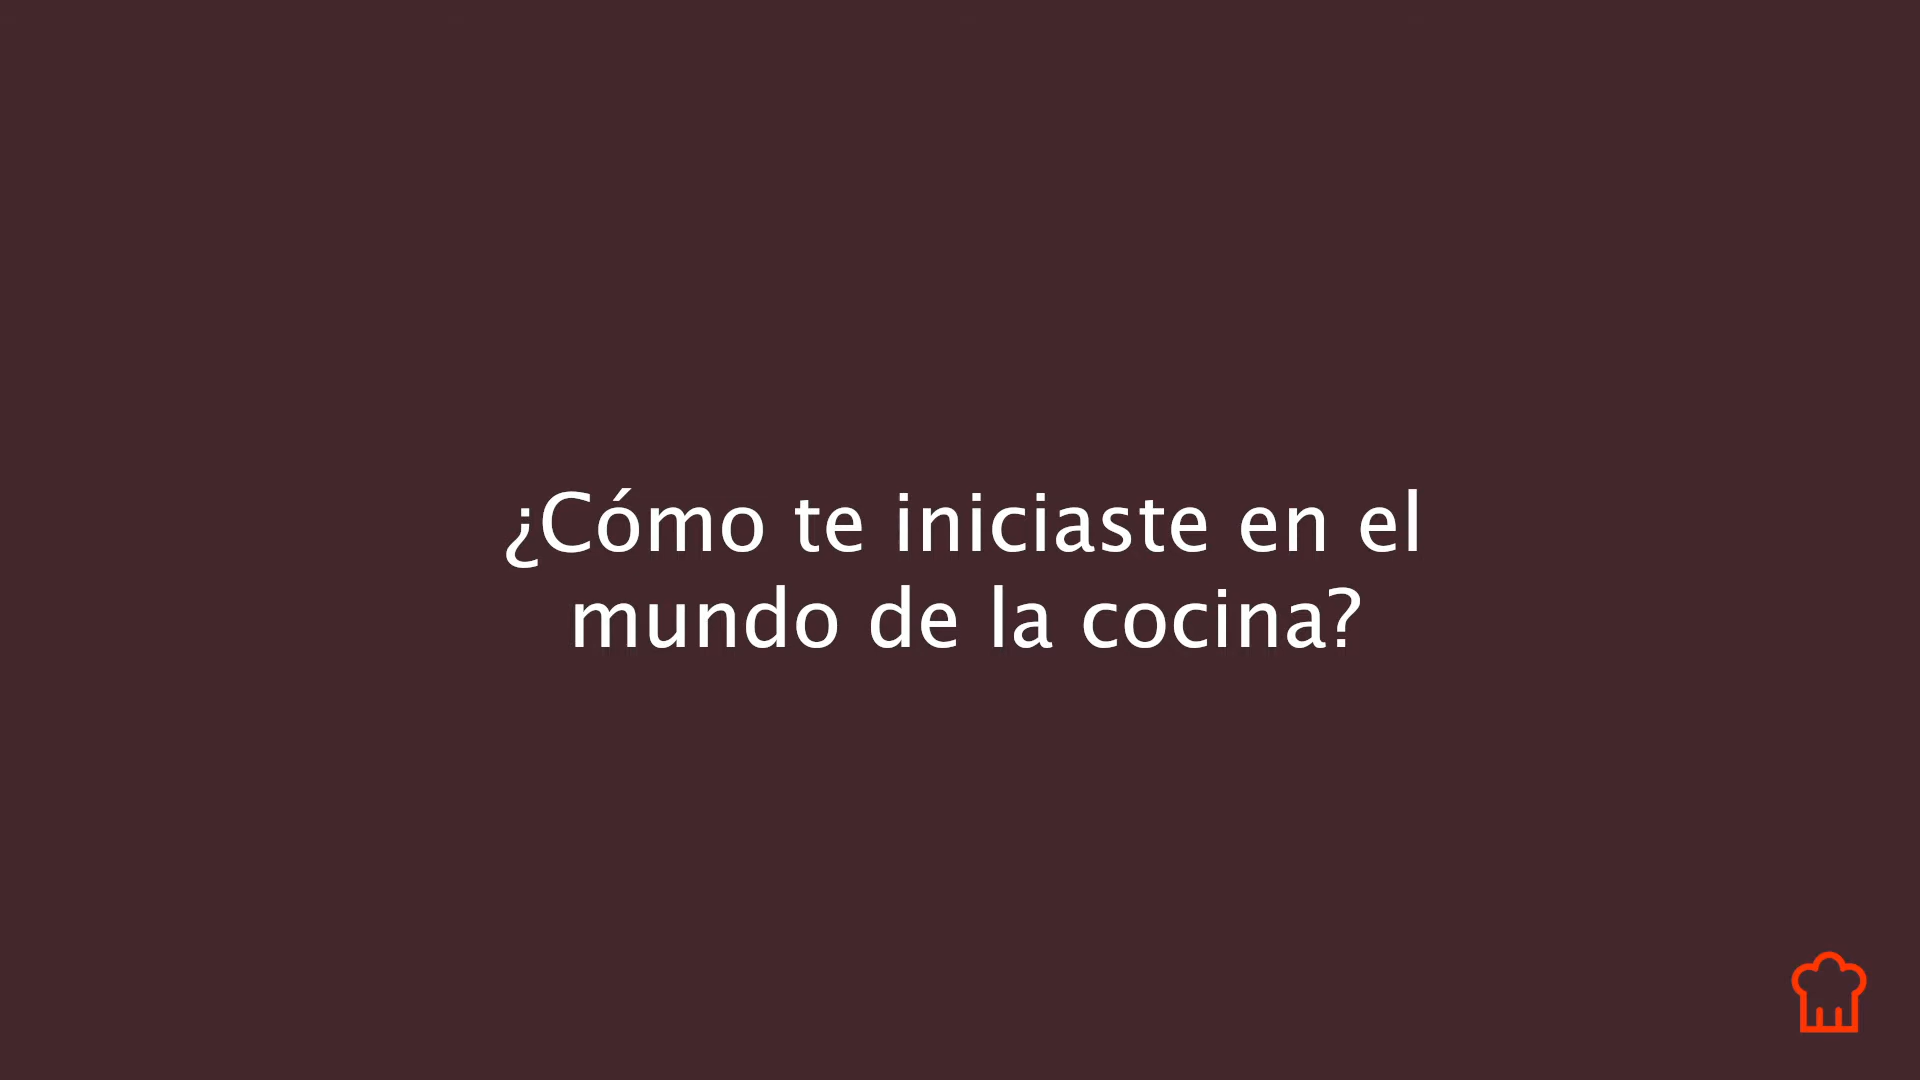 ¿Cómo te iniciaste en el
mundo de la cocina?